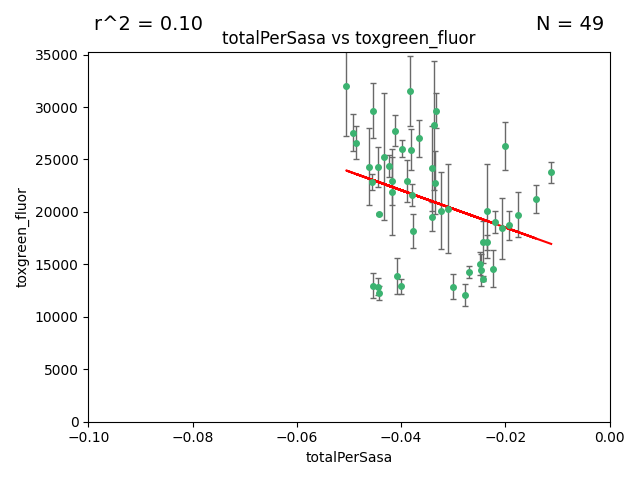 r^2 = 0.10
N = 49
totalPerSasa vs toxgreen_fluor
35000
30000
25000
20000
15000
10000
5000
0
toxgreen_fluor
−0.10
−0.08
−0.06
−0.04
−0.02
0.00
totalPerSasa